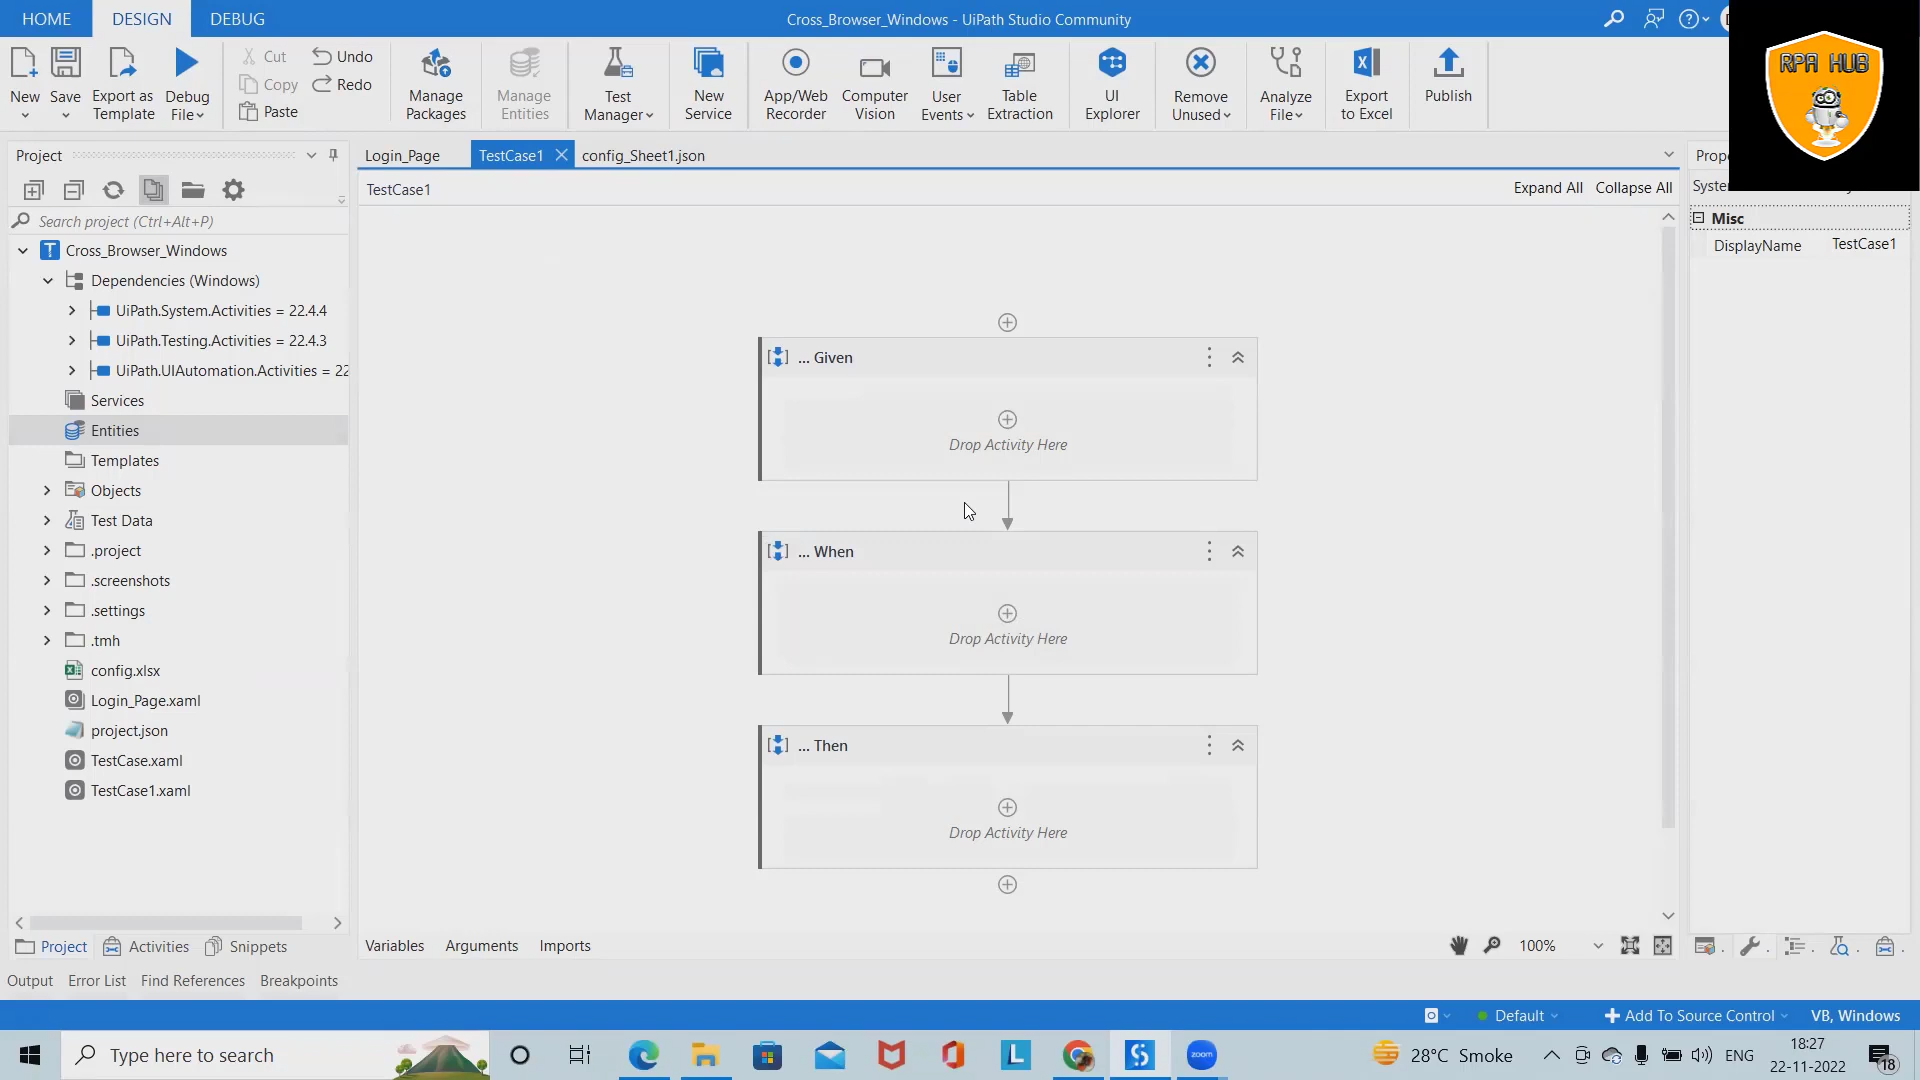 HOME DESIGN DEBUG
Cross_Browser_Windows - UiPath Studio Community
RPA HUB
New
Save
Export as
Template
Debug
File
Cut
Copy
Paste
Undo
Redo
Manage
Packages
Manage
Entities
Test
Manager
New
Service
App/Web
Recorder
Computer
Vision
User
Events
Table
Extraction
UI
Explorer
Remove
Unused
Analyze
File
Export
to Excel
Publish
Project
Search project (Ctrl+Alt+P)
Cross_Browser_Windows
Dependencies (Windows)
UiPath.System.Activities = 22.4.4
UiPath.Testing.Activities = 22.4.3
UiPath.UIAutomation.Activities = 22
Services
Entities
Templates
Objects
Test Data
.project
.screenshots
.settings
.tmh
config.xlsx
Login_Page.xaml
project.json
TestCase.xaml
TestCase1.xaml
Project Activities Snippets
Login_Page TestCase1 config_Sheet1.json
TestCase1 Expand All Collapse All
... Given
Drop Activity Here
... When
Drop Activity Here
... Then
Drop Activity Here
Variables Arguments Imports 100%
Misc
DisplayName TestCase1
Output Error List Find References Breakpoints
Default Add To Source Control VB, Windows
Type here to search
zoom
28°C Smoke
ENG
18:27
22-11-2022
18